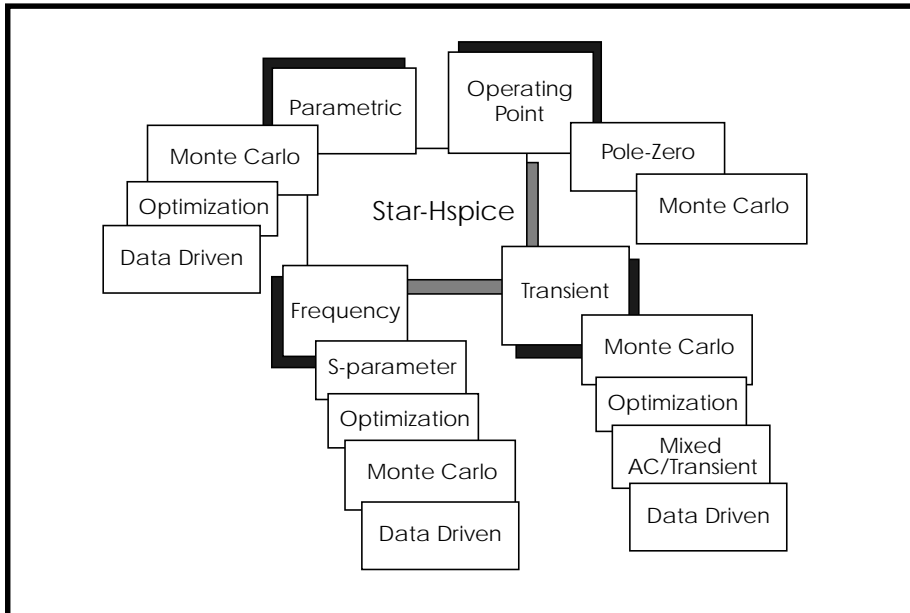 Parametric
Monte Carlo
Optimization
Data Driven
Operating
Point
Pole-Zero
Monte Carlo
Star-Hspice
Frequency
S-parameter
Optimization
Monte Carlo
Data Driven
Transient
Monte Carlo
Optimization
Mixed
AC/Transient
Data Driven